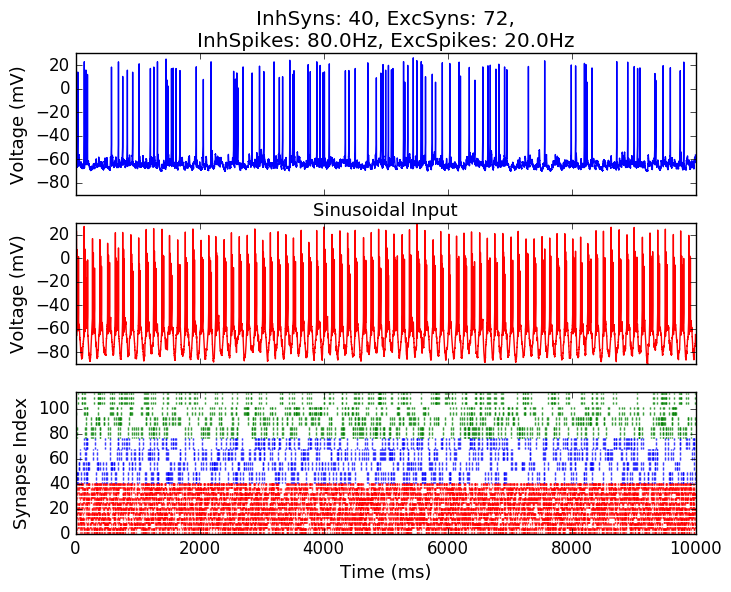 InhSyns: 40, ExcSyns: 72,
InhSpikes: 80.0Hz, ExcSpikes: 20.0Hz
Voltage (mV)
20
0
−20
−40
−60
−80
Sinusoidal Input
Voltage (mV)
20
0
−20
−40
−60
−80
Synapse Index
100
80
60
40
20
0
0 2000 4000 6000 8000 10000
Time (ms)